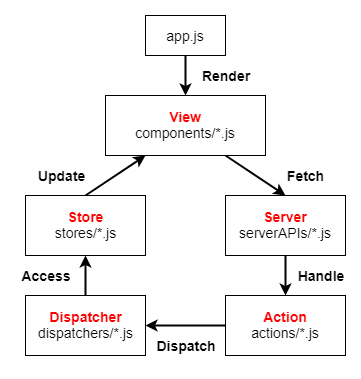 app.js
Render
View
components/*.js
Update
Fetch
Store
stores/*.js
Server
serverAPIs/*.js
Access
Handle
Dispatcher
dispatchers/*.js
Action
actions/*.js
Dispatch